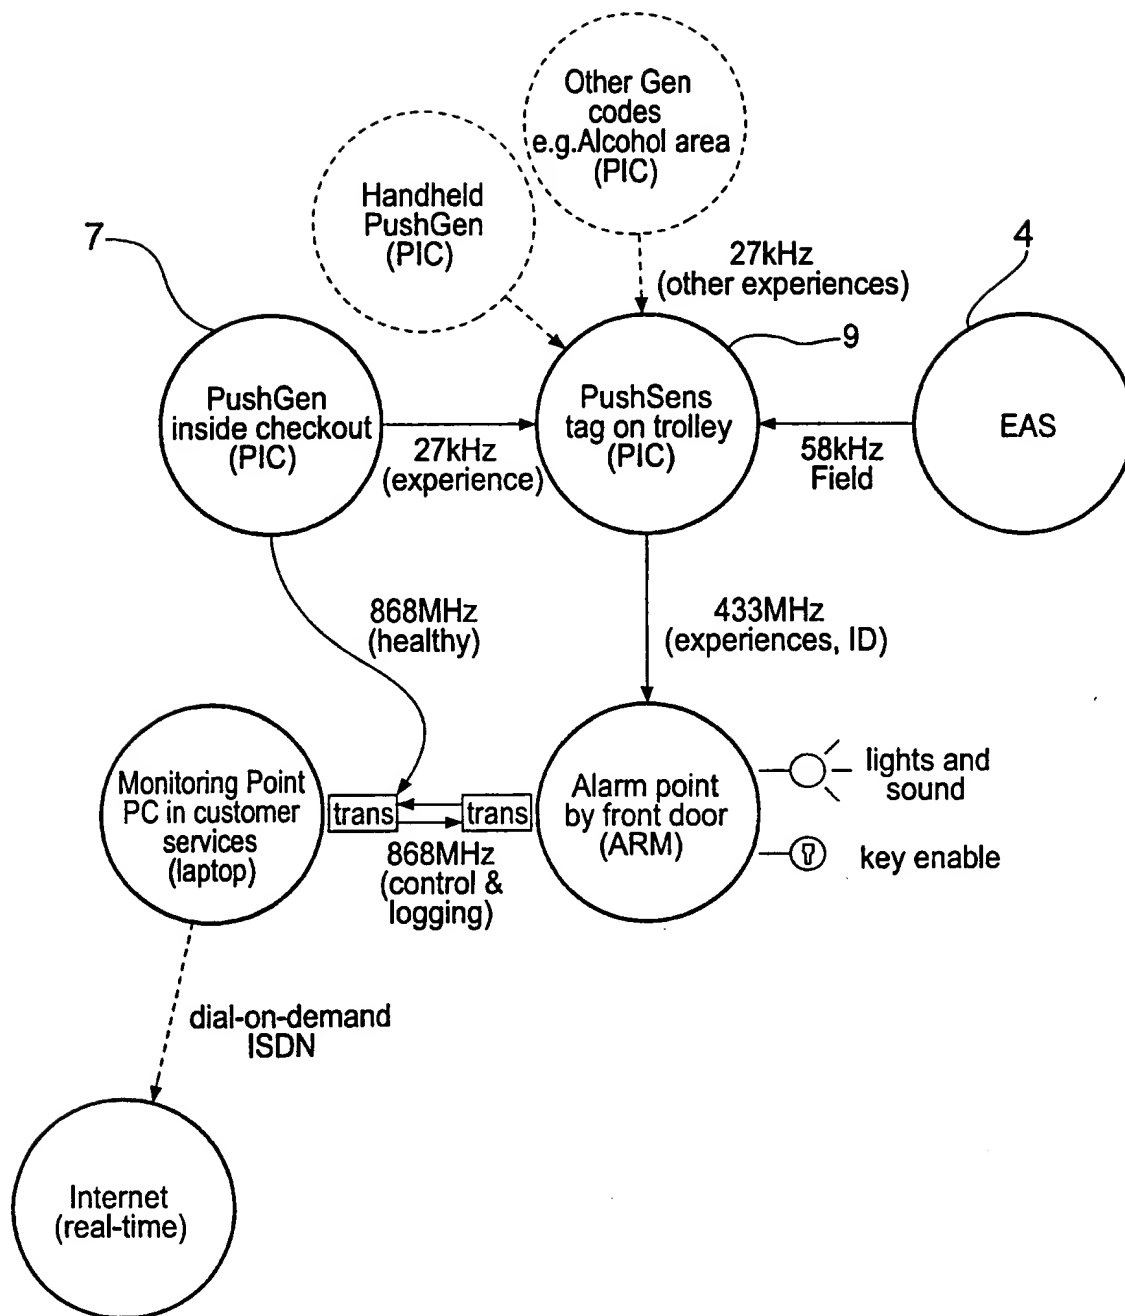 Other Gen
codes
e.g.Alcohol area
(PIC)
Handheld
PushGen
(PIC)
7
27kHz
(other experiences)
4
9
PushGen
inside checkout
(PIC)
27kHz
(experience)
PushSens
tag on trolley
(PIC)
58kHz
Field
EAS
868MHz
(healthy)
433MHz
(experiences, ID)
Monitoring Point
PC in customer
services
(laptop)
trans
trans
868MHz
(control &
logging)
Alarm point
by front door
(ARM)
lights and
sound
key enable
dial-on-demand
ISDN
Internet
(real-time)